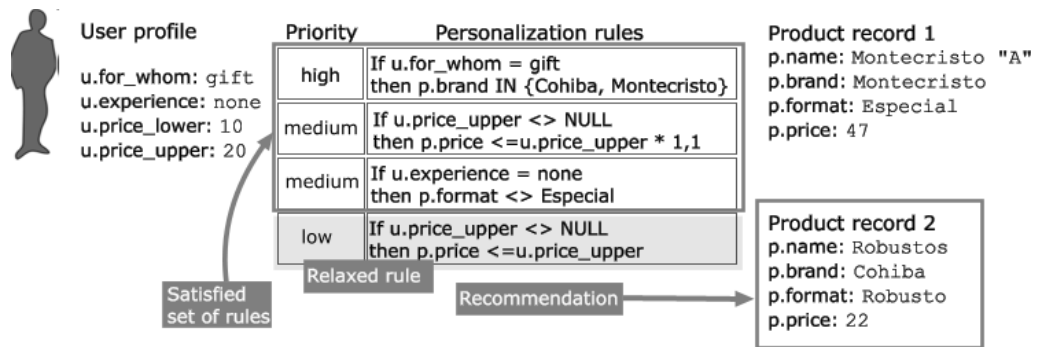 User profile
u.for_whom: gift
u.experience: none
u.price_lower: 10
u.price_upper: 20
Priority Personalization rules
high
If u.for_whom = gift
then p.brand IN {Cohiba, Montecristo}
medium
If u.price_upper <> NULL
then p.price <=u.price_upper * 1,1
medium
If u.experience = none
then p.format <> Especial
low
If u.price_upper <> NULL
then p.price <=u.price_upper
Relaxed rule
Satisfied
set of rules
Recommendation
Product record 1
p.name: Montecristo "A"
p.brand: Montecristo
p.format: Especial
p.price: 47
Product record 2
p.name: Robustos
p.brand: Cohiba
p.format: Robusto
p.price: 22